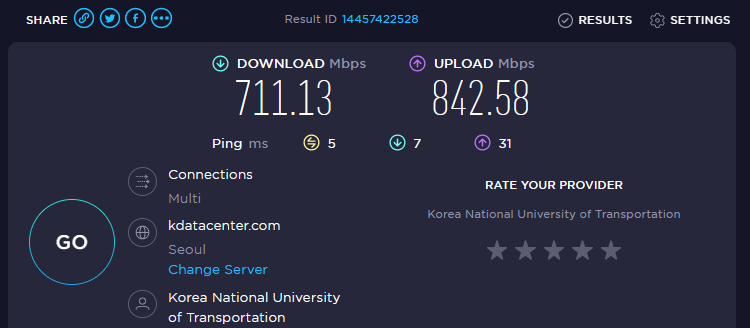 SHARE
Result ID 14457422528
RESULTS
SETTINGS
DOWNLOAD Mbps
711.13
UPLOAD Mbps
842.58
Ping ms
5
7
31
Connections
Multi
kdatacenter.com
Seoul
Change Server
Korea National University
of Transportation
GO
RATE YOUR PROVIDER
Korea National University of Transportation